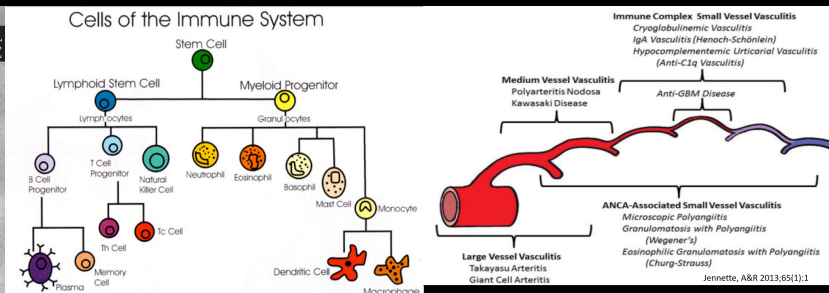 Cells of the Immune System
Stem Cell
Lymphoid Stem Cell
Myeloid Progenitor
Lymphocytes
Granulocytes
B Cell
Progenitor
T Cell
Progenitor
Natural
Killer Cell
Neutrophil
Eosinophil
Basophil
Mast Cell
Monocyte
Th Cell
Tc Cell
Plasma
Memory
Cell
Dendritic Cell
Macrophage
Immune Complex Small Vessel Vasculitis
Cryoglobulinemic Vasculitis
IgA Vasculitis (Henoch-Schönlein)
Hypocomplementemic Urticarial Vasculitis
(Anti-C1q Vasculitis)
Medium Vessel Vasculitis
Polyarteritis Nodosa
Kawasaki Disease
Anti-GBM Disease
ANCA-Associated Small Vessel Vasculitis
Microscopic Polyangiitis
Granulomatosis with Polyangiitis
(Wegener's)
Eosinophilic Granulomatosis with Polyangiitis
(Churg-Strauss)
Large Vessel Vasculitis
Takayasu Arteritis
Giant Cell Arteritis
Jennette, A&R 2013;65(1):1